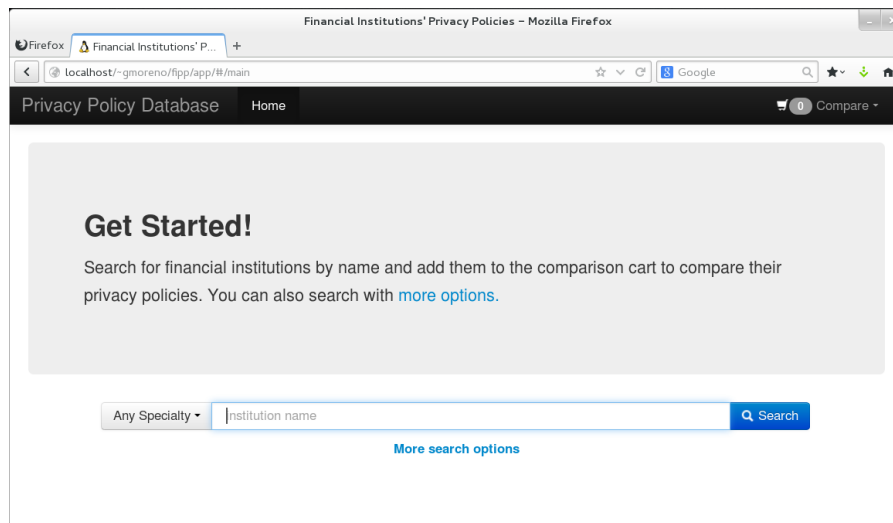 Financial Institutions' Privacy Policies – Mozilla Firefox
Firefox
Financial Institutions' P...
+
localhost/~gmoreno/fipp/app/#/main
Google
Privacy Policy Database
Home
0 Compare
Get Started!
Search for financial institutions by name and add them to the comparison cart to compare their
privacy policies. You can also search with more options.
Any Specialty
Institution name
Search
More search options